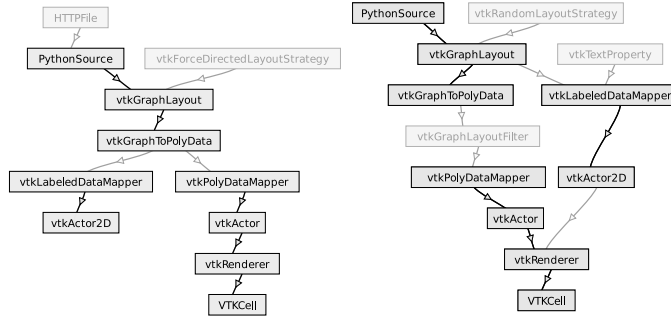 HTTPFile
PythonSource
vtkForceDirectedLayoutStrategy
vtkGraphLayout
vtkGraphToPolyData
vtkLabeledDataMapper
vtkPolyDataMapper
vtkActor2D
vtkActor
vtkRenderer
VTKCell
PythonSource
vtkRandomLayoutStrategy
vtkGraphLayout
vtkTextProperty
vtkGraphToPolyData
vtkLabeledDataMapper
vtkGraphLayoutFilter
vtkPolyDataMapper
vtkActor2D
vtkActor
vtkRenderer
VTKCell